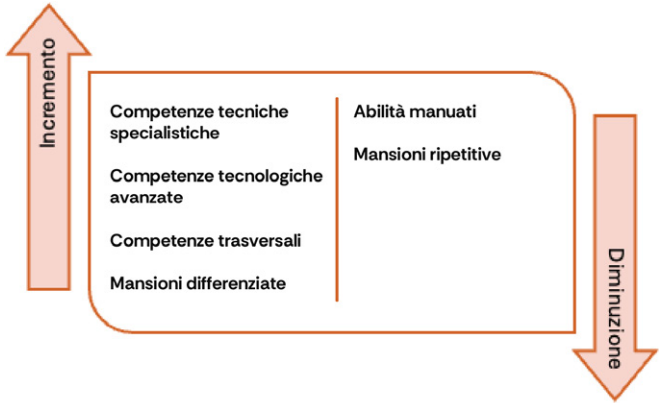 Incremento
Competenze tecniche
specialistiche
Competenze tecnologiche
avanzate
Competenze trasversali
Mansioni differenziate
Abilità manuati
Mansioni ripetitive
Diminuzione